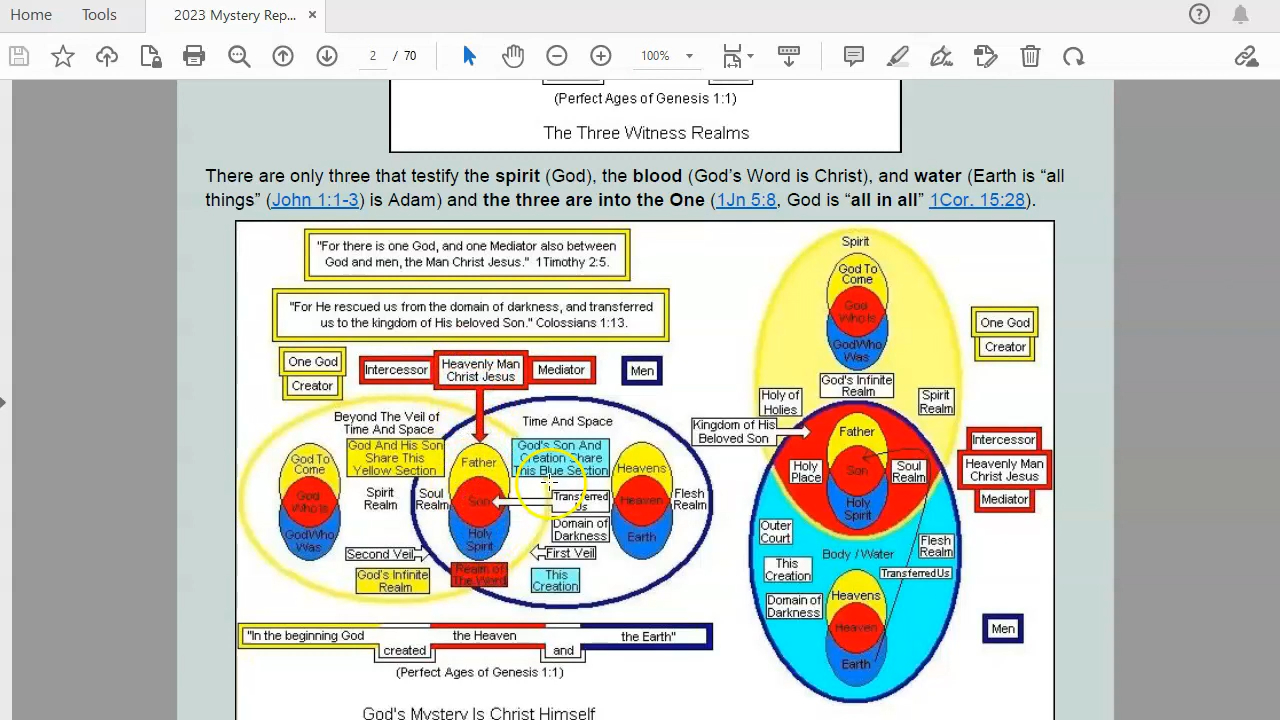 Home
Tools
2023 Mystery Rep... ×
2 / 70
100%
(Perfect Ages of Genesis 1:1)
The Three Witness Realms
There are only three that testify the spirit (God), the blood (God's Word is Christ), and water (Earth is “all
things” (John 1:1-3) is Adam) and the three are into the One (1Jn 5:8, God is “all in all” 1Cor. 15:28).
"For there is one God, and one Mediator also between
God and men, the Man Christ Jesus." 1Timothy 2:5.
"For He rescued us from the domain of darkness, and transferred
us to the kingdom of His beloved Son." Colossians 1:13.
One God
Creator
Intercessor
Heavenly Man
Christ Jesus
Mediator
Men
Beyond The Veil of
Time And Space
Time And Space
God And His Son
Share This
Yellow Section
God's Son And
Creation Share
This Blue Section
God To
Come
God
Who Is
GodWho
Was
Spirit
Realm
Soul
Realm
Father
Son
Holy
Spirit
Transferred
Us
Domain of
Darkness
Heavens
Heaven
Earth
Flesh
Realm
Second Veil
First Veil
God's Infinite
Realm
Realm of
The Word
This
Creation
"In the beginning God
created
the Heaven
and
the Earth"
(Perfect Ages of Genesis 1:1)
God's Mystery Is Christ Himself
Spirit
God To
Come
God
Who Is
GodWho
Was
God's Infinite
Realm
Holy of
Holies
Spirit
Realm
One God
Creator
Kingdom of His
Beloved Son
Father
Son
Holy
Spirit
Holy
Place
Soul
Realm
Intercessor
Heavenly Man
Christ Jesus
Mediator
Outer
Court
Body / Water
Flesh
Realm
This
Creation
Transferred Us
Domain of
Darkness
Heavens
Heaven
Earth
Men